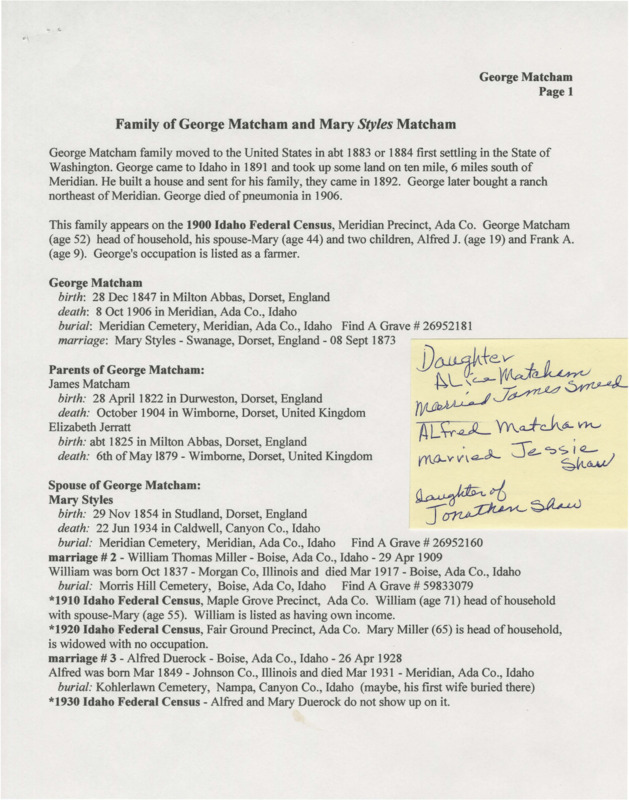 George Matcham
Page 1
Family of George Matcham and Mary Styles Matcham
George Matcham family moved to the United States in abt 1883 or 1884 first settling in the State of
Washington. George came to Idaho in 1891 and took up some land on ten mile, 6 miles south of
Meridian. He built a house and sent for his family, they came in 1892.  George later bought a ranch
northeast of Meridian. George died of pneumonia in 1906.
This family appears on the 1900 Idaho Federal Census, Meridian Precinct, Ada Co.  George Matcham
(age 52)  head of household, his spouse-Mary (age 44) and two children, Alfred J. (age 19) and Frank A.
(age 9).  George's occupation is listed as a farmer.
George Matcham
birth:  28 Dec 1847 in Milton Abbas, Dorset, England
death:  8 Oct 1906 in Meridian, Ada Co., Idaho
burial:  Meridian Cemetery, Meridian, Ada Co., Idaho   Find A Grave # 26952181
marriage:  Mary Styles - Swanage, Dorset, England - 08 Sept 1873
Parents of George Matcham:
James Matcham
birth:  28 April 1822 in Durweston, Dorset, England
death:  October 1904 in Wimborne, Dorset, United Kingdom
Elizabeth Jerratt
birth: abt 1825 in Milton Abbas, Dorset, England
death:  6th of May 1879 - Wimborne, Dorset, United Kingdom
Daughter
ALice Matcham
Married James Smeed
ALfred Matcham
married Jessie
Shaw
daughter of
Jonathan Shaw
Spouse of George Matcham:
Mary Styles
birth:  29 Nov 1854 in Studland, Dorset, England
death:  22 Jun 1934 in Caldwell, Canyon Co., Idaho
burial:  Meridian Cemetery,  Meridian, Ada Co., Idaho    Find A Grave # 26952160
marriage # 2 - William Thomas Miller - Boise, Ada Co., Idaho - 29 Apr 1909
William was born Oct 1837 - Morgan Co, Illinois and  died Mar 1917 - Boise, Ada Co., Idaho
burial:  Morris Hill Cemetery,  Boise, Ada Co, Idaho    Find A Grave # 59833079
*1910 Idaho Federal Census, Maple Grove Precinct,  Ada Co.  William (age 71) head of household
with spouse-Mary (age 55).  William is listed as having own income.
*1920 Idaho Federal Census, Fair Ground Precinct, Ada Co.  Mary Miller (65) is head of household,
is widowed with no occupation.
marriage # 3 - Alfred Duerock - Boise, Ada Co., Idaho - 26 Apr 1928
Alfred was born Mar 1849 - Johnson Co., Illinois and died Mar 1931 - Meridian, Ada Co., Idaho
burial: Kohlerlawn Cemetery,  Nampa, Canyon Co., Idaho  (maybe, his first wife buried there)
*1930 Idaho Federal Census - Alfred and Mary Duerock do not show up on it.